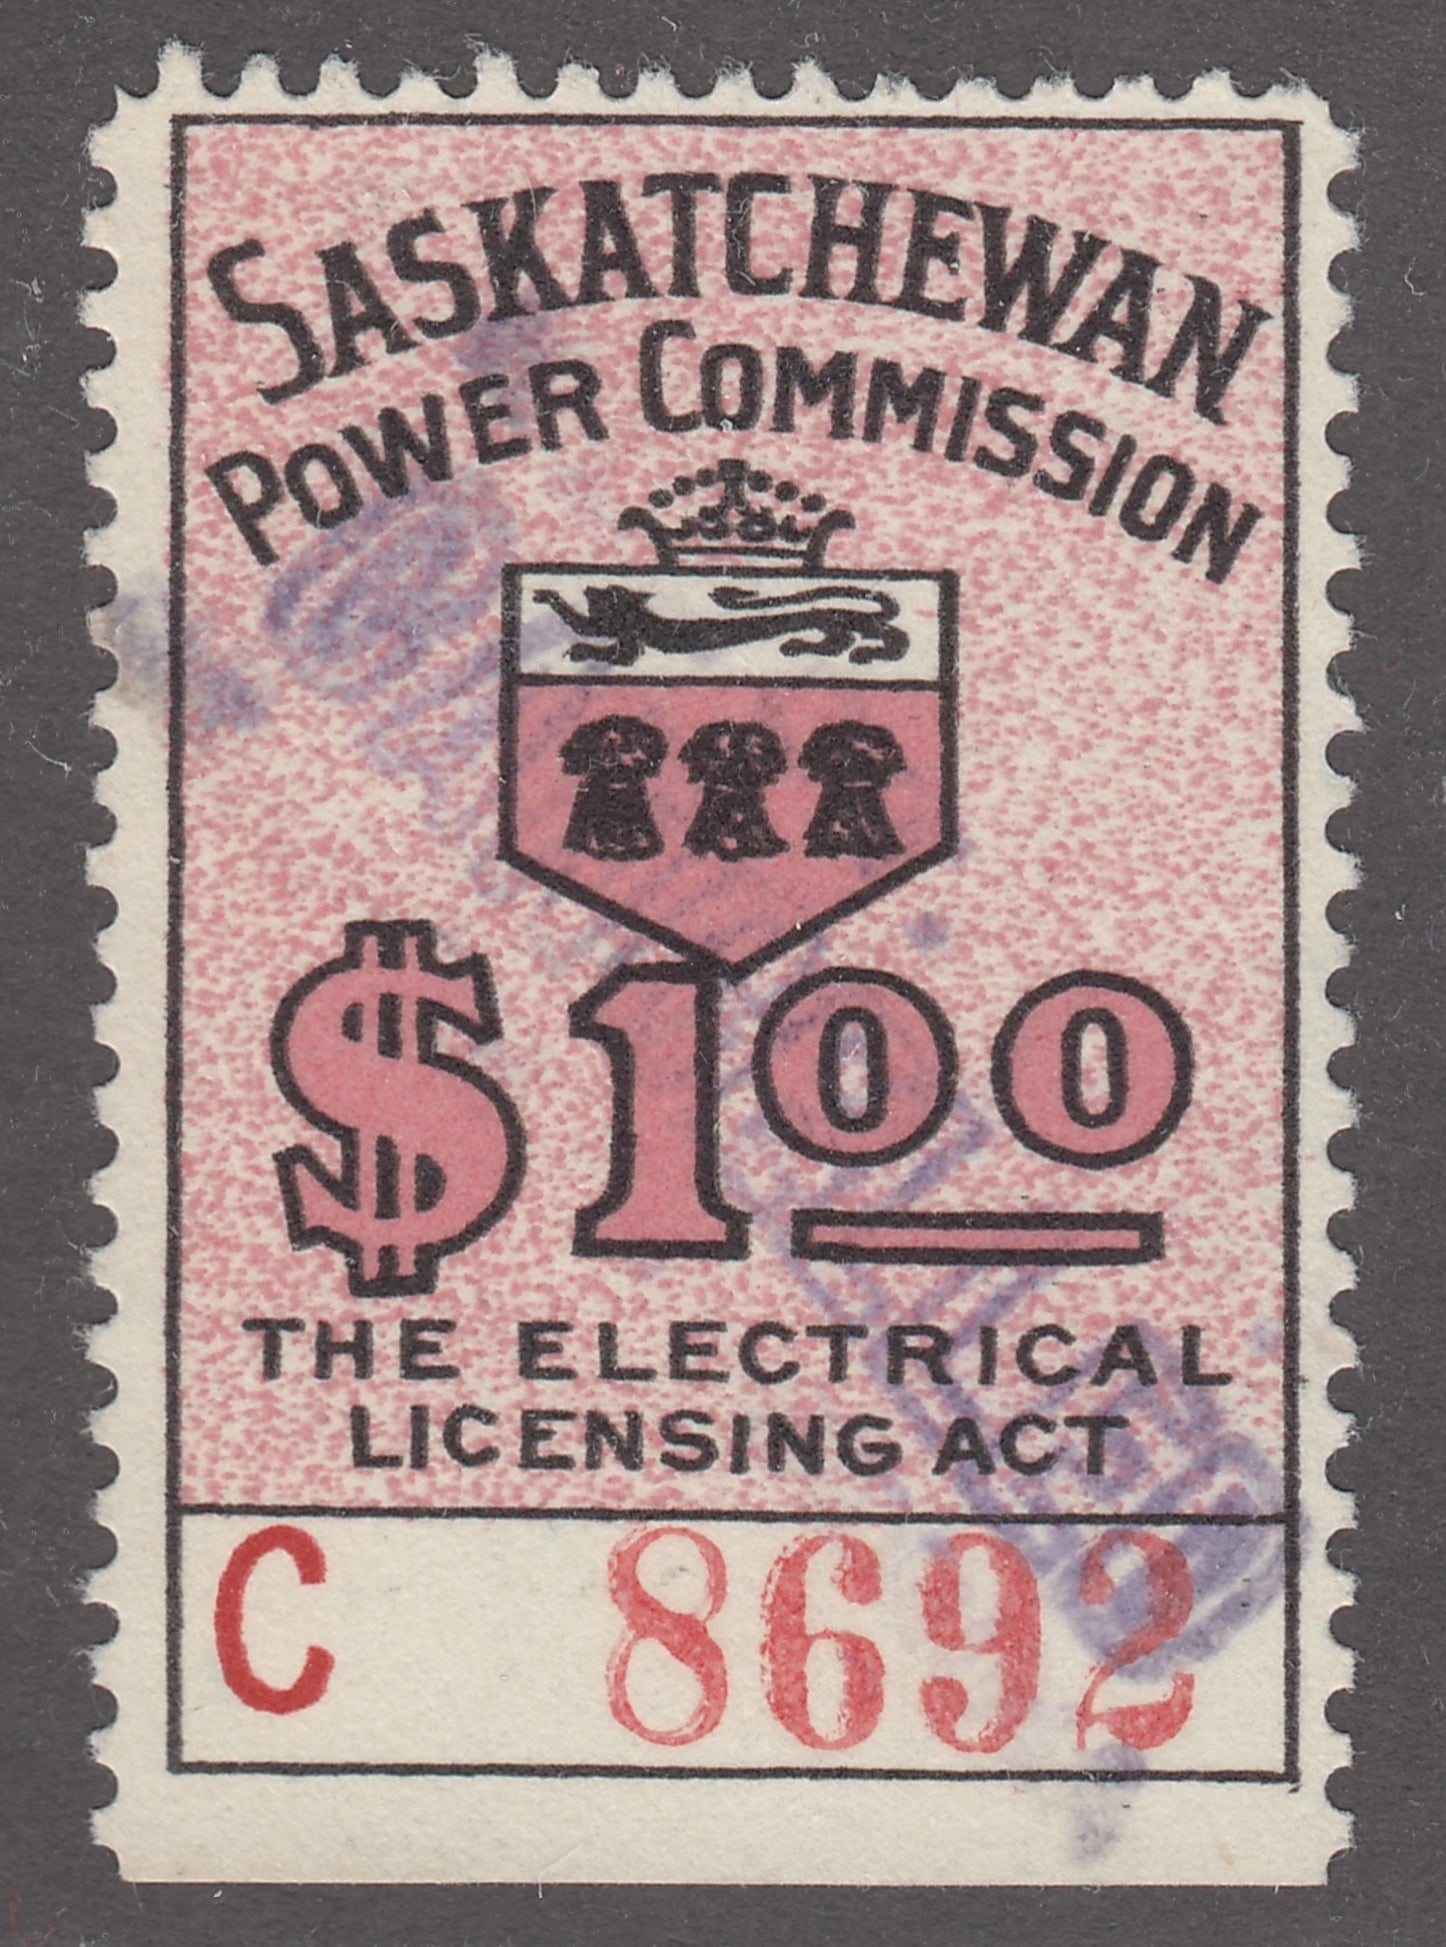 SASKATCHEWAN
POWER COMMISSION
$1.00
THE ELECTRICAL
LICENSING ACT
C 8692